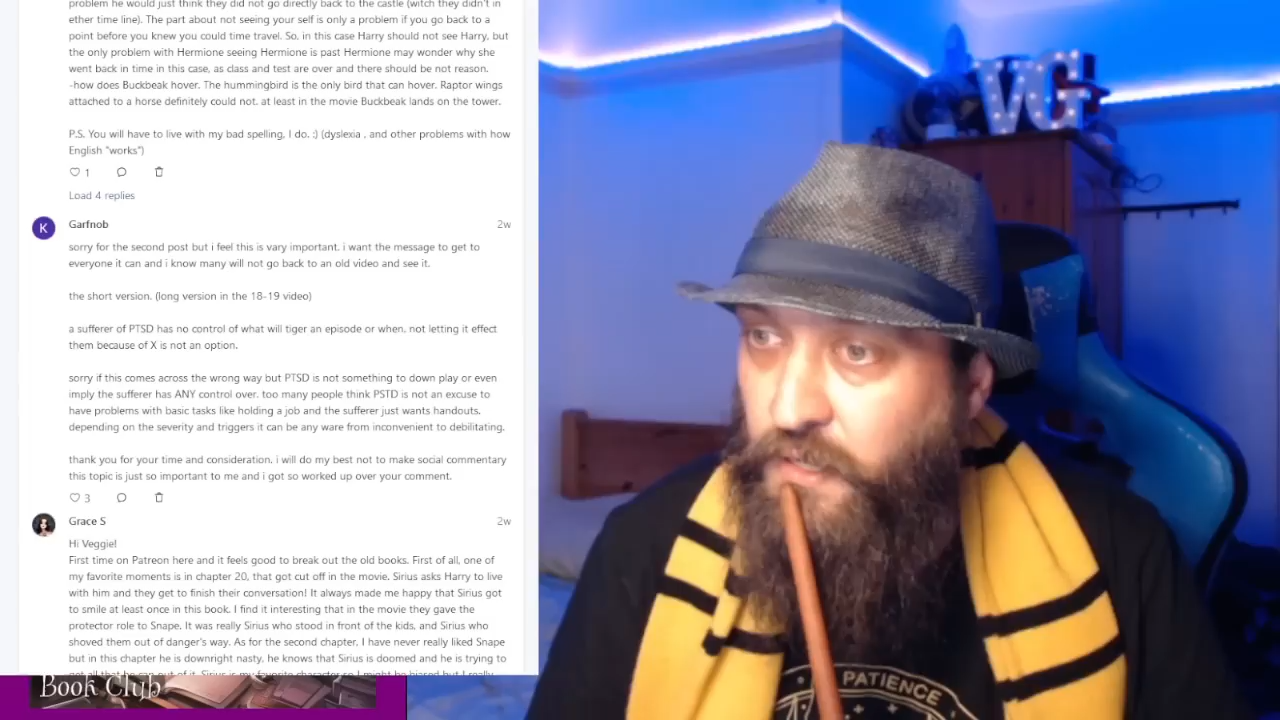 problem he would just think they did not go directly back to the castle (witch they didn't in
ether time line). The part about not seeing your self is only a problem if you go back to a
point before you knew you could time travel. So, in this case Harry should not see Harry, but
the only problem with Hermione seeing Hermione is past Hermione may wonder why she
went back in time in this case, as class and test are over and there should be not reason.
-how does Buckbeak hover. The hummingbird is the only bird that can hover. Raptor wings
attached to a horse definitely could not. at least in the movie Buckbeak lands on the tower.
P.S. You will have to live with my bad spelling, I do. :) (dyslexia , and other problems with how
English "works")
1
Load 4 replies
K
Garfnob
2w
sorry for the second post but i feel this is vary important. i want the message to get to
everyone it can and i know many will not go back to an old video and see it.
the short version. (long version in the 18-19 video)
a sufferer of PTSD has no control of what will tiger an episode or when. not letting it effect
them because of X is not an option.
sorry if this comes across the wrong way but PTSD is not something to down play or even
imply the sufferer has ANY control over. too many people think PSTD is not an excuse to
have problems with basic tasks like holding a job and the sufferer just wants handouts.
depending on the severity and triggers it can be any ware from inconvenient to debilitating.
thank you for your time and consideration. i will do my best not to make social commentary
this topic is just so important to me and i got so worked up over your comment.
3
Grace S
2w
Hi Veggie!
First time on Patreon here and it feels good to break out the old books. First of all, one of
my favorite moments is in chapter 20, that got cut off in the movie. Sirius asks Harry to live
with him and they get to finish their conversation! It always made me happy that Sirius got
to smile at least once in this book. I find it interesting that in the movie they gave the
protector role to Snape. It was really Sirius who stood in front of the kids, and Sirius who
shoved them out of danger's way. As for the second chapter, I have never really liked Snape
but in this chapter he is downright nasty, he knows that Sirius is doomed and he is trying to
get all that he can out of it. Sirius is my favorite character so I might be biased but I really
Book Club
VG
PATIENCE